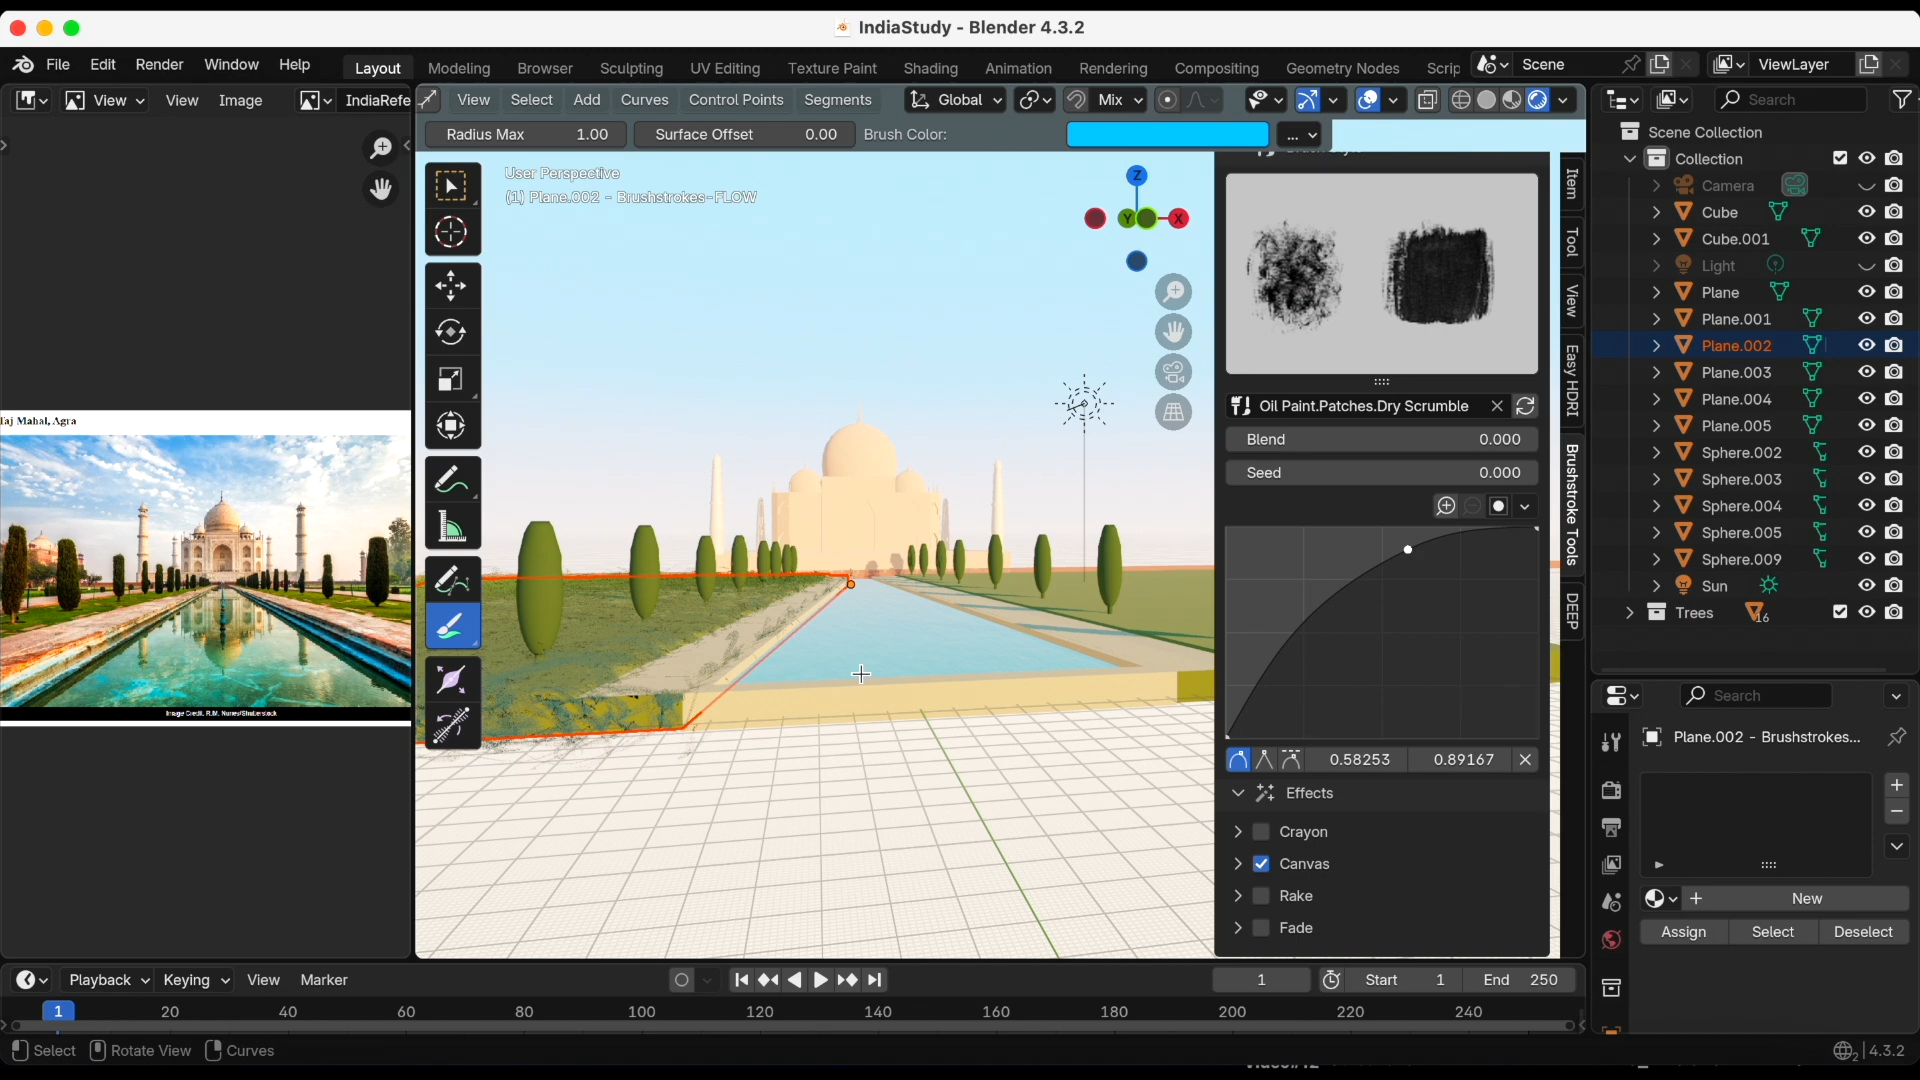 IndiaStudy - Blender 4.3.2
File Edit Render Window Help Layout Modeling Browser Sculpting UV Editing Texture Paint Shading Animation Rendering Compositing Geometry Nodes Scrip Scene ViewLayer
View View Image IndiaRefe View Select Add Curves Control Points Segments Global Mix Search
Radius Max 1.00 Surface Offset 0.00 Brush Color: ...
User Perspective
(1) Plane.002 - Brushstrokes-FLOW
Z
Y X
Taj Mahal, Agra
Image Credit, R.M. Nunes/Shutterstock
Oil Paint.Patches.Dry Scrumble
Blend 0.000
Seed 0.000
0.58253 0.89167
Effects
Crayon
Canvas
Rake
Fade
Item
Tool
View
Easy HDRI
Brushstroke Tools
DEEP
Scene Collection
Collection
Camera
Cube
Cube.001
Light
Plane
Plane.001
Plane.002
Plane.003
Plane.004
Plane.005
Sphere.002
Sphere.003
Sphere.004
Sphere.005
Sphere.009
Sun
Trees 16
Search
Plane.002 - Brushstrokes...
New
Assign Select Deselect
Playback Keying View Marker 1 Start 1 End 250
1 20 40 60 80 100 120 140 160 180 200 220 240
Select Rotate View Curves 2 4.3.2